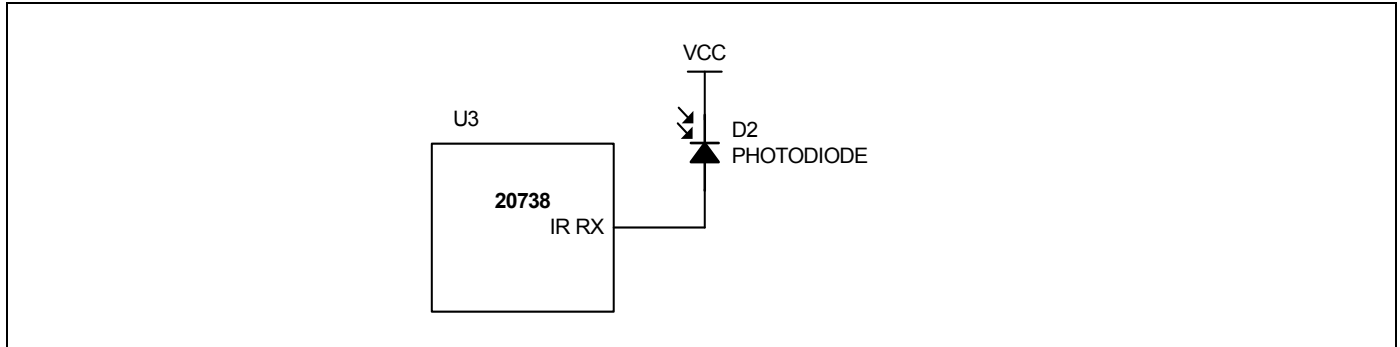 VCC
U3
D2
PHOTODIODE
20738
IR RX